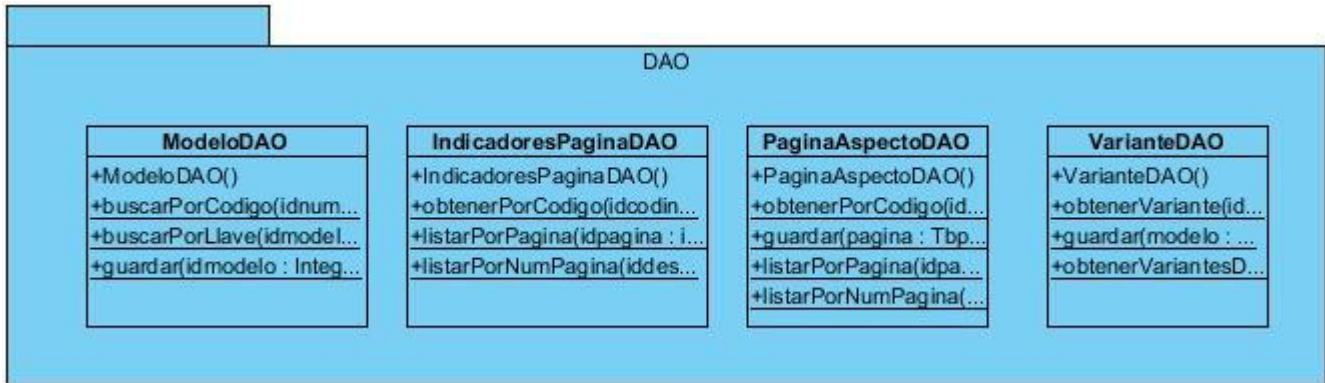 DAO
ModeloDAO
+ModeloDAO()
+buscarPorCodigo(idnum...
+buscarPorLlave(idmodel...
+guardar(idmodelo : Integ...
IndicadoresPaginaDAO
+IndicadoresPaginaDAO()
+obtenerPorCodigo(idcodin...
+listarPorPagina(idpagina : i...
+listarPorNumPagina(iddes...
PaginaAspectoDAO
+PaginaAspectoDAO()
+obtenerPorCodigo(id...
+guardar(pagina : Tbp...
+listarPorPagina(idpa...
+listarPorNumPagina(...
VarianteDAO
+VarianteDAO()
+obtenerVariante(id...
+guardar(modelo : ...
+obtenerVariantesD...